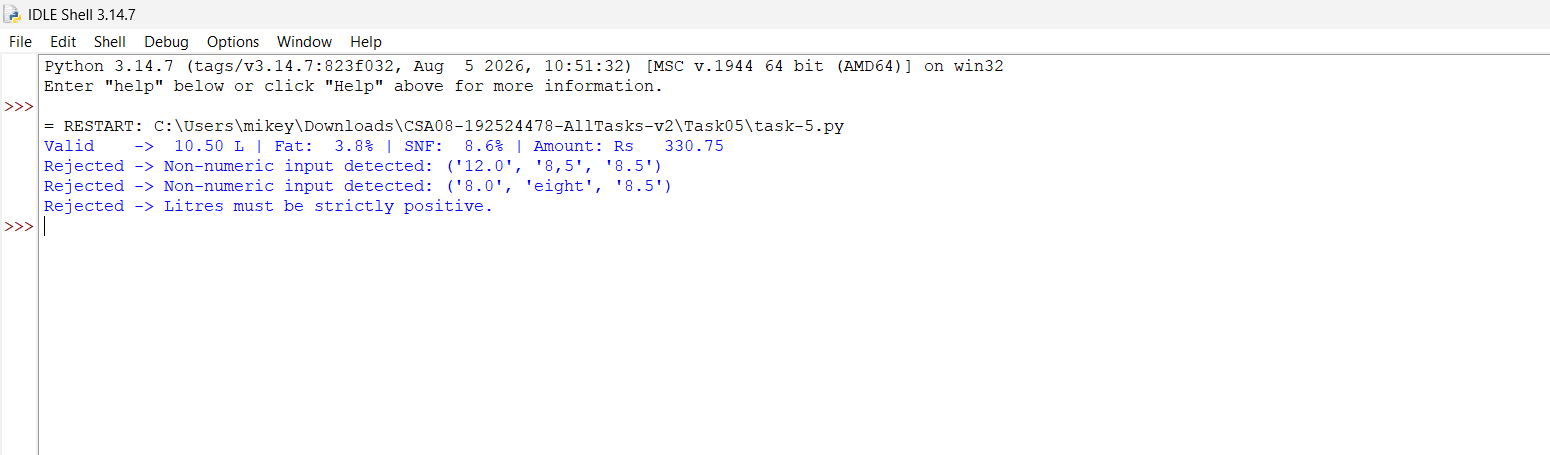 IDLE Shell 3.14.7
File Edit Shell Debug Options Window Help
Python 3.14.7 (tags/v3.14.7:823f032, Aug  5 2026, 10:51:32) [MSC v.1944 64 bit (AMD64)] on win32
Enter "help" below or click "Help" above for more information.
>>>
= RESTART: C:\Users\mikey\Downloads\CSA08-192524478-AllTasks-v2\Task05\task-5.py
Valid    ->  10.50 L | Fat:  3.8% | SNF:  8.6% | Amount: Rs   330.75
Rejected -> Non-numeric input detected: ('12.0', '8,5', '8.5')
Rejected -> Non-numeric input detected: ('8.0', 'eight', '8.5')
Rejected -> Litres must be strictly positive.
>>>